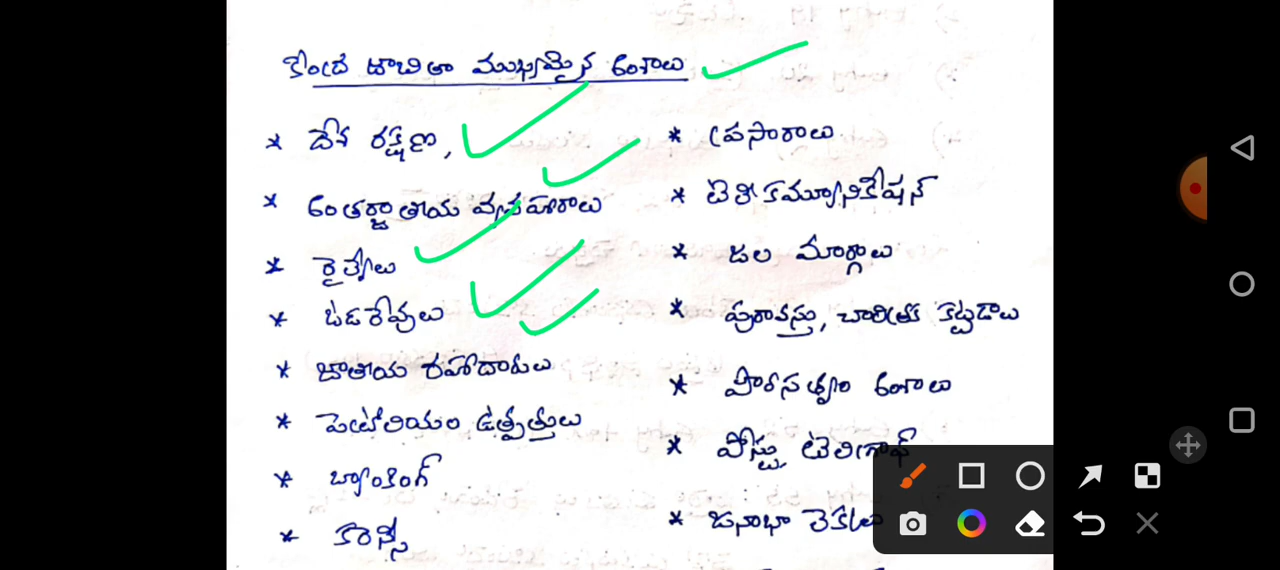 కేంద్ర జాబితా ముఖ్యమైన అంశాలు
* దేశ రక్షణ,
* అంతర్జాతీయ వ్యవహారాలు
* రైల్వేలు
* ఓడరేవులు
* జాతీయ రహదారులు
* పెట్రోలియం ఉత్పత్తులు
* బ్యాంకింగ్
* కరెన్సీ
* ప్రసారాలు
* టెలికమ్యూనికేషన్
* జల మార్గాలు
* పురావస్తు, చారిత్రక కట్టడాలు
* పౌరసత్వం అంశాలు
* పోస్టు, టెలిగ్రాఫ్
* జనాభా లెక్కలు